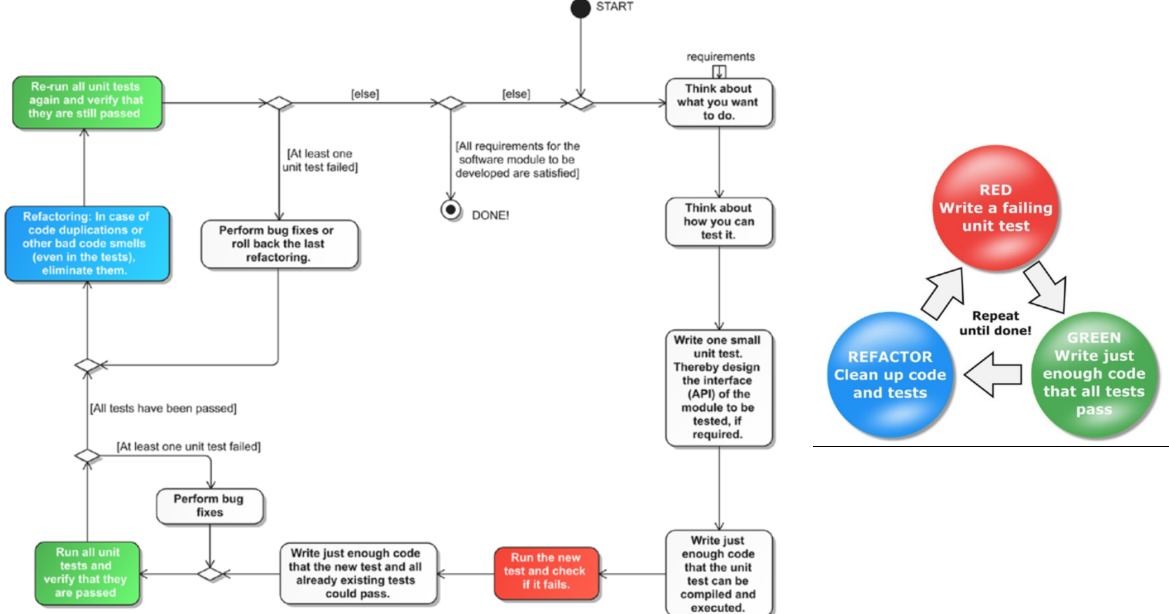 START
requirements
Think about
what you want
to do.
Think about
how you can
test it.
Write one small
unit test.
Thereby design
the interface
(API) of the
module to be
tested, if
required.
Write just
enough code
that the unit
test can be
compiled and
executed.
Run the new
test and check
if it fails.
Write just enough code
that the new test and all
already existing tests
could pass.
Run all unit
tests and
verify that they
are passed
[At least one unit test failed]
Perform bug
fixes
[All tests have been passed]
Refactoring: In case of
code duplications or
other bad code smells
(even in the tests),
eliminate them.
Re-run all unit tests
again and verify that
they are still passed
[At least one
unit test failed]
Perform bug fixes or
roll back the last
refactoring.
[else]
[All requirements for the
software module to be
developed are satisfied]
DONE!
[else]
RED
Write a failing
unit test
GREEN
Write just
enough code
that all tests
pass
REFACTOR
Clean up code
and tests
Repeat
until done!